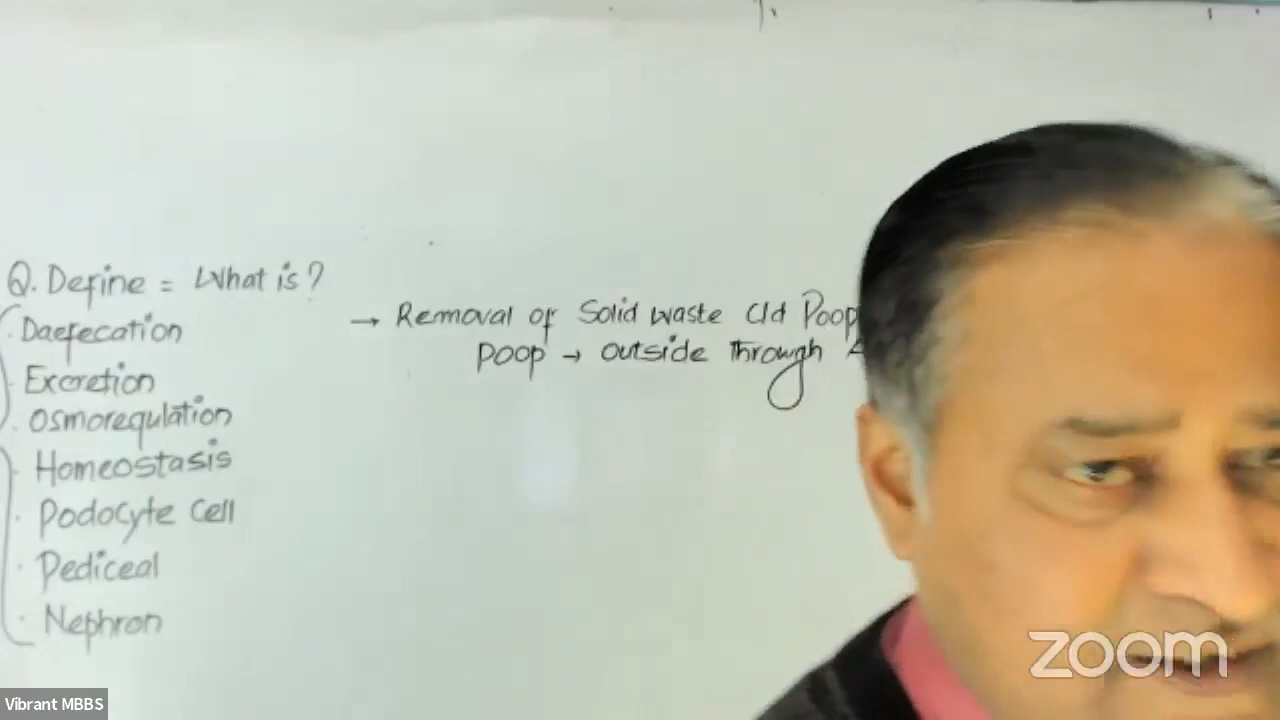 Q. Define = What is?
Daefecation
→ Removal of Solid waste Cld Poop
Poop → outside through
Excretion
Osmoregulation
Homeostasis
Podocyte Cell
Pediceal
Nephron
zoom
Vibrant MBBS